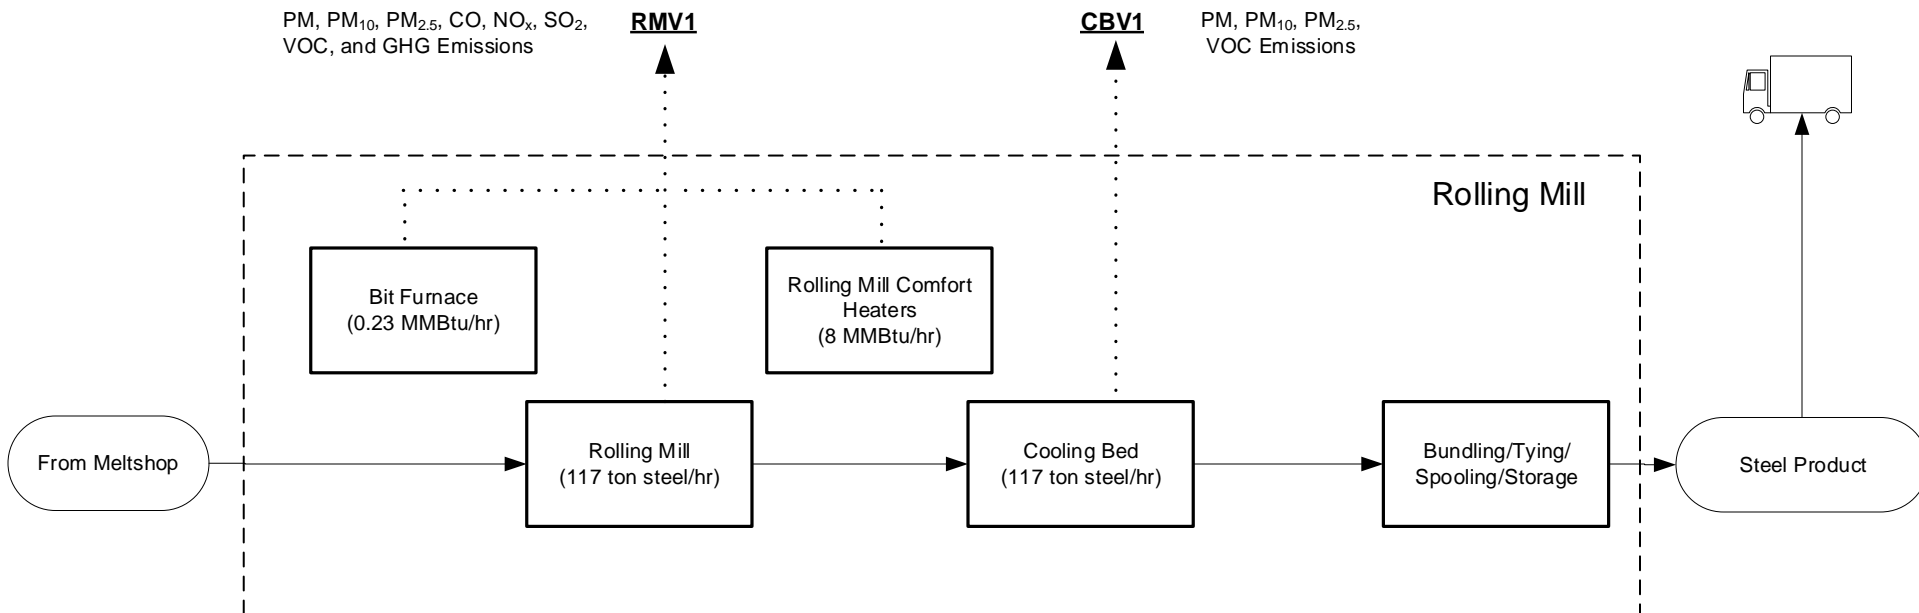 PM, PM₁₀, PM₂.₅, CO, NOₓ, SO₂,
VOC, and GHG Emissions
RMV1
CBV1
PM, PM₁₀, PM₂.₅,
VOC Emissions
Rolling Mill
Bit Furnace
(0.23 MMBtu/hr)
Rolling Mill Comfort
Heaters
(8 MMBtu/hr)
From Meltshop
Rolling Mill
(117 ton steel/hr)
Cooling Bed
(117 ton steel/hr)
Bundling/Tying/
Spooling/Storage
Steel Product